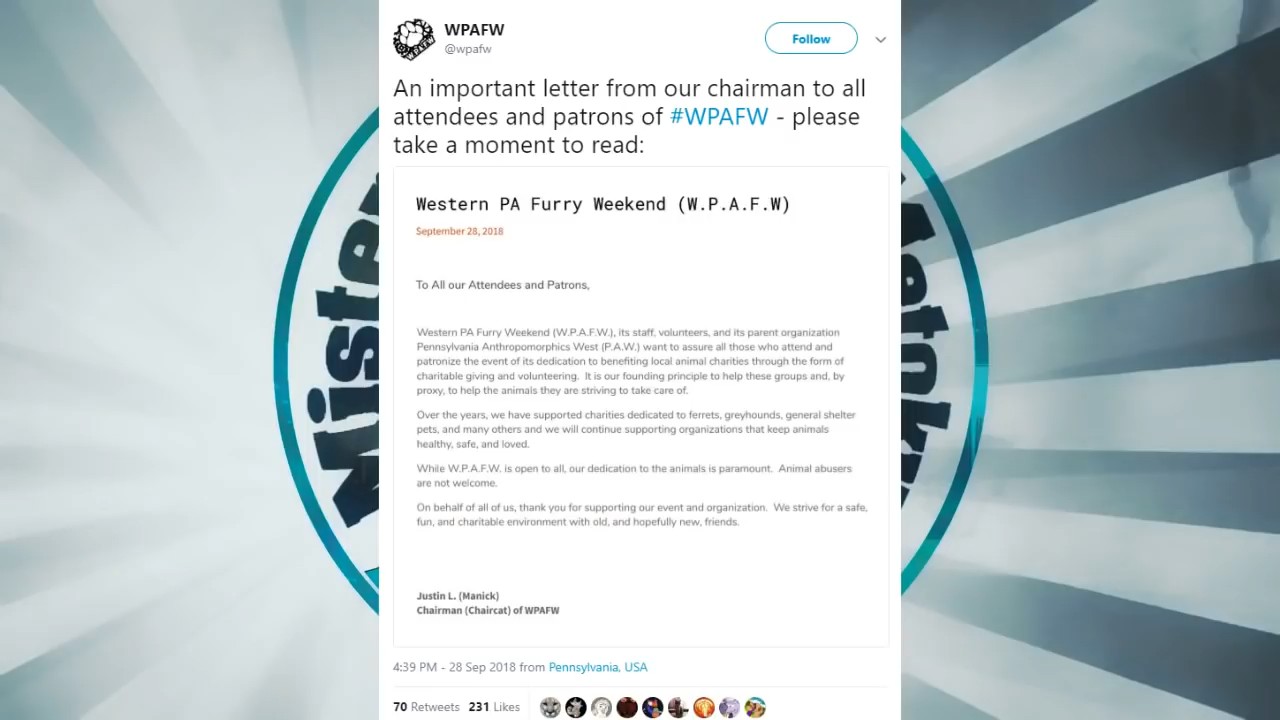 WPAFW
@wpafw
Follow
An important letter from our chairman to all
attendees and patrons of #WPAFW - please
take a moment to read:
Western PA Furry Weekend (W.P.A.F.W)
September 28, 2018
To All our Attendees and Patrons,
Western PA Furry Weekend (W.P.A.F.W.), its staff, volunteers, and its parent organization
Pennsylvania Anthropomorphics West (P.A.W.) want to assure all those who attend and
patronize the event of its dedication to benefiting local animal charities through the form of
charitable giving and volunteering. It is our founding principle to help these groups and, by
proxy, to help the animals they are striving to take care of.
Over the years, we have supported charities dedicated to ferrets, greyhounds, general shelter
pets, and many others and we will continue supporting organizations that keep animals
healthy, safe, and loved.
While W.P.A.F.W. is open to all, our dedication to the animals is paramount. Animal abusers
are not welcome.
On behalf of all of us, thank you for supporting our event and organization. We strive for a safe,
fun, and charitable environment with old, and hopefully new, friends.
Justin L. (Manick)
Chairman (Chaircat) of WPAFW
4:39 PM - 28 Sep 2018 from Pennsylvania, USA
70 Retweets 231 Likes
Miste